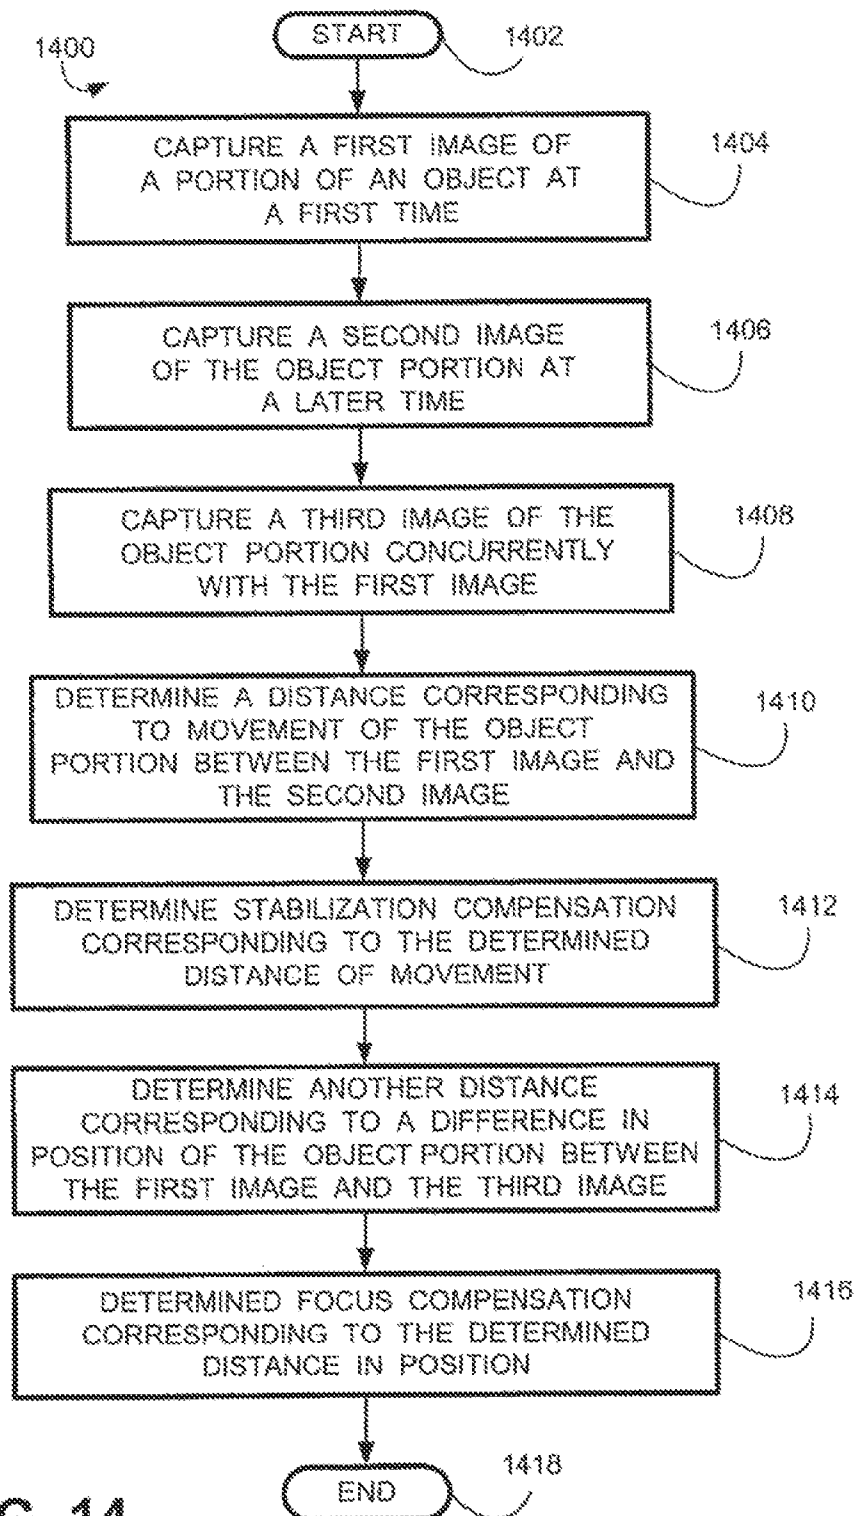 START
1402
1400
CAPTURE A FIRST IMAGE OF
A PORTION OF AN OBJECT AT
A FIRST TIME
1404
CAPTURE A SECOND IMAGE
OF THE OBJECT PORTION AT
A LATER TIME
1406
CAPTURE A THIRD IMAGE OF THE
OBJECT PORTION CONCURRENTLY
WITH THE FIRST IMAGE
1408
DETERMINE A DISTANCE CORRESPONDING
TO MOVEMENT OF THE OBJECT
PORTION BETWEEN THE FIRST IMAGE AND
THE SECOND IMAGE
1410
DETERMINE STABILIZATION COMPENSATION
CORRESPONDING TO THE DETERMINED
DISTANCE OF MOVEMENT
1412
DETERMINE ANOTHER DISTANCE
CORRESPONDING TO A DIFFERENCE IN
POSITION OF THE OBJECT PORTION BETWEEN
THE FIRST IMAGE AND THE THIRD IMAGE
1414
DETERMINED FOCUS COMPENSATION
CORRESPONDING TO THE DETERMINED
DISTANCE IN POSITION
1416
END
1418